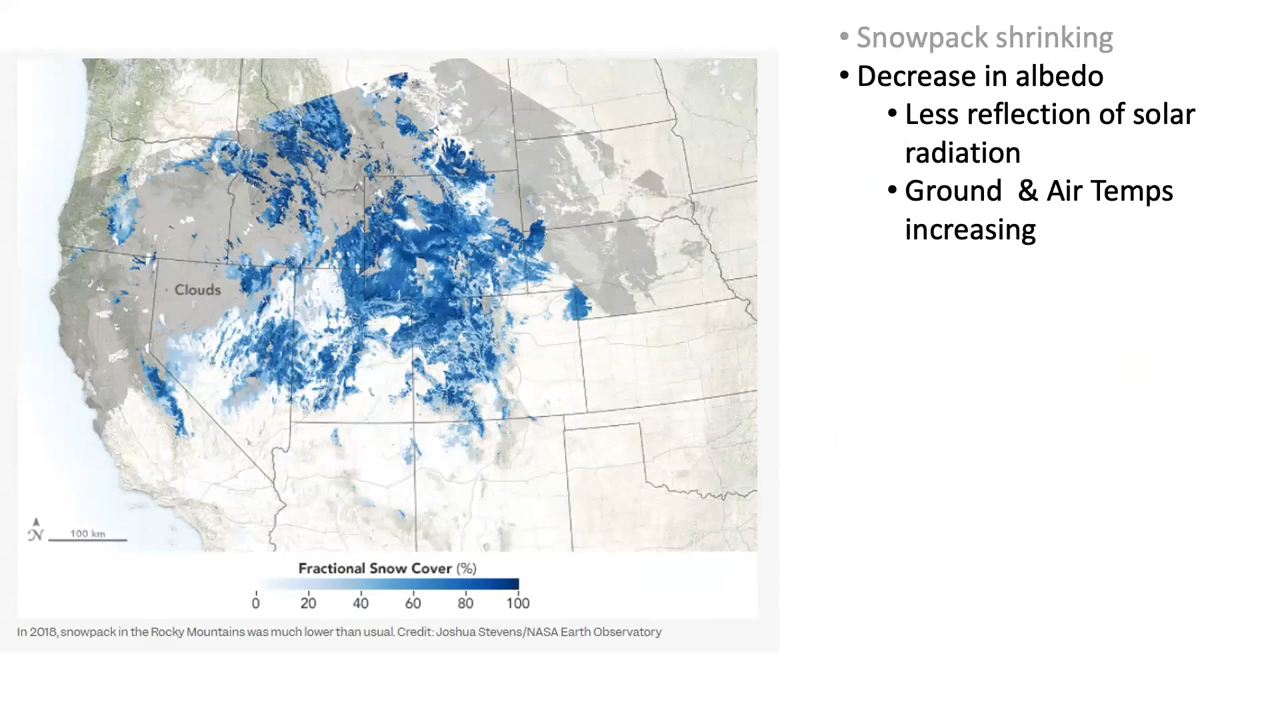 • Snowpack shrinking
• Decrease in albedo
• Less reflection of solar
radiation
• Ground & Air Temps
increasing
Clouds
N
100 km
Fractional Snow Cover (%)
0 20 40 60 80 100
In 2018, snowpack in the Rocky Mountains was much lower than usual. Credit: Joshua Stevens/NASA Earth Observatory